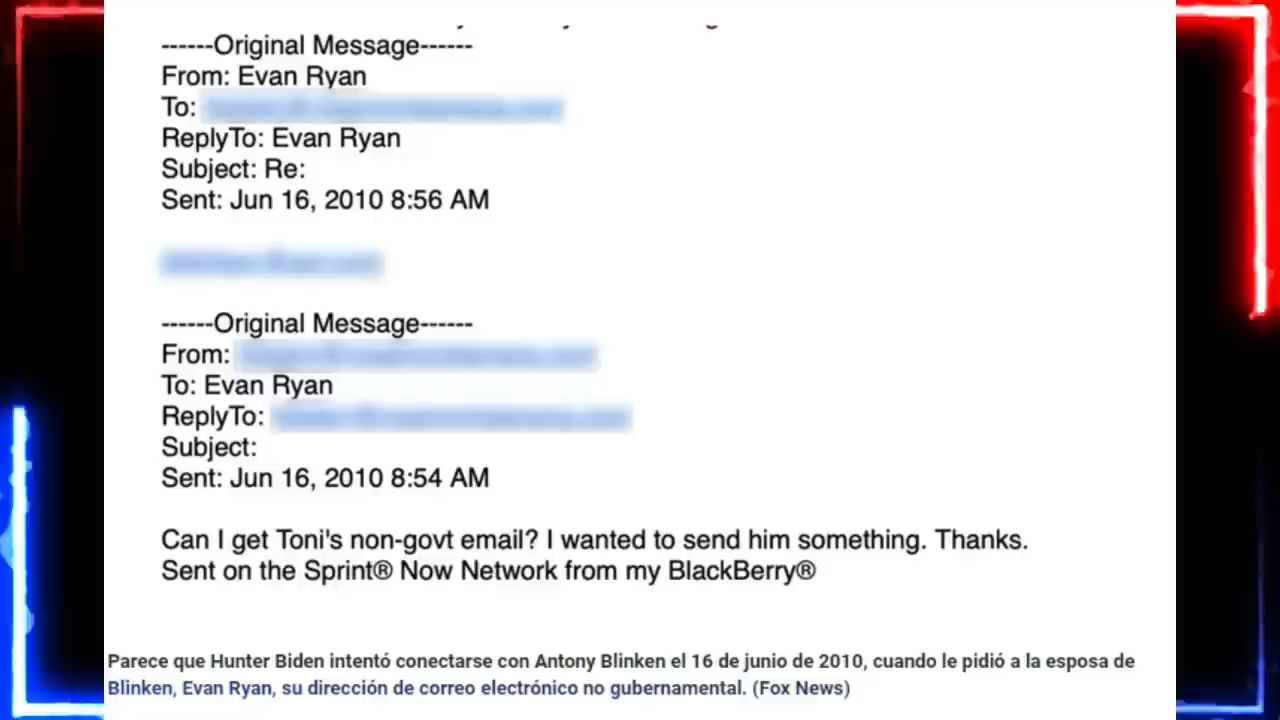 ------Original Message------
From: Evan Ryan
To:
ReplyTo: Evan Ryan
Subject: Re:
Sent: Jun 16, 2010 8:56 AM
------Original Message------
From:
To: Evan Ryan
ReplyTo:
Subject:
Sent: Jun 16, 2010 8:54 AM
Can I get Toni's non-govt email? I wanted to send him something. Thanks.
Sent on the Sprint® Now Network from my BlackBerry®
Parece que Hunter Biden intentó conectarse con Antony Blinken el 16 de junio de 2010, cuando le pidió a la esposa de
Blinken, Evan Ryan, su dirección de correo electrónico no gubernamental. (Fox News)